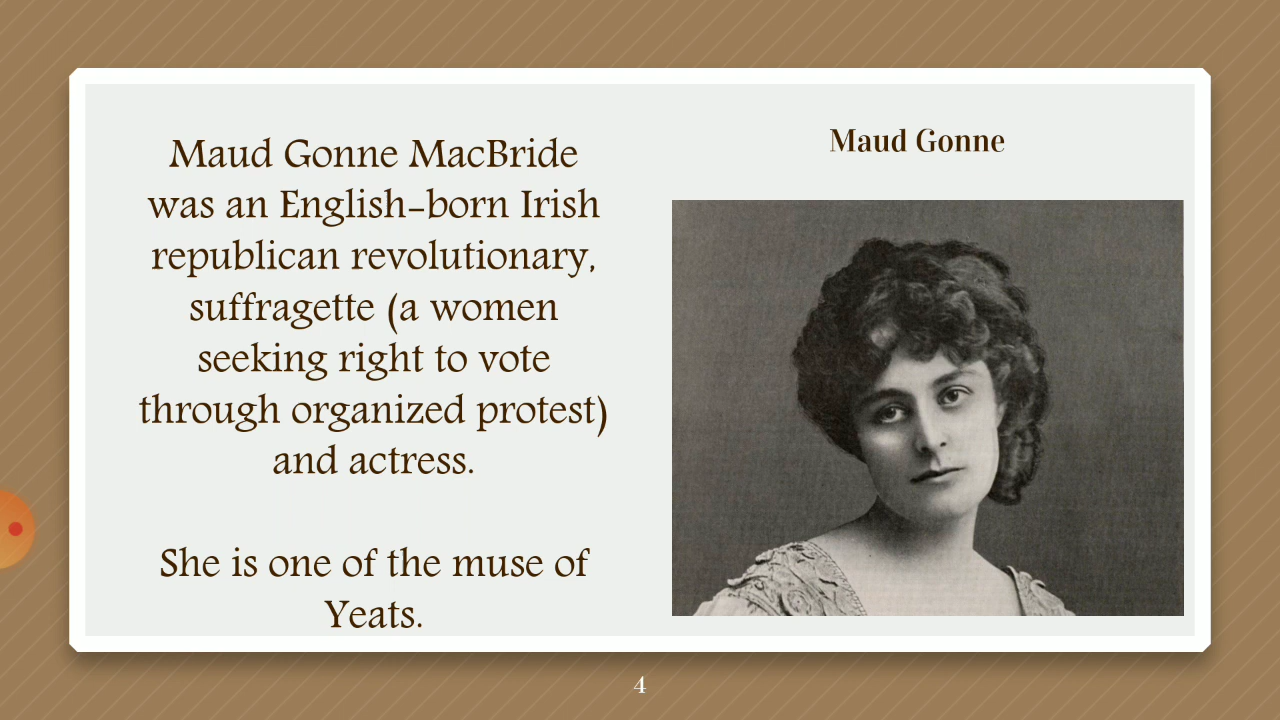 Maud Gonne MacBride
was an English-born Irish
republican revolutionary,
suffragette (a women
seeking right to vote
through organized protest)
and actress.
She is one of the muse of
Yeats.
Maud Gonne
4